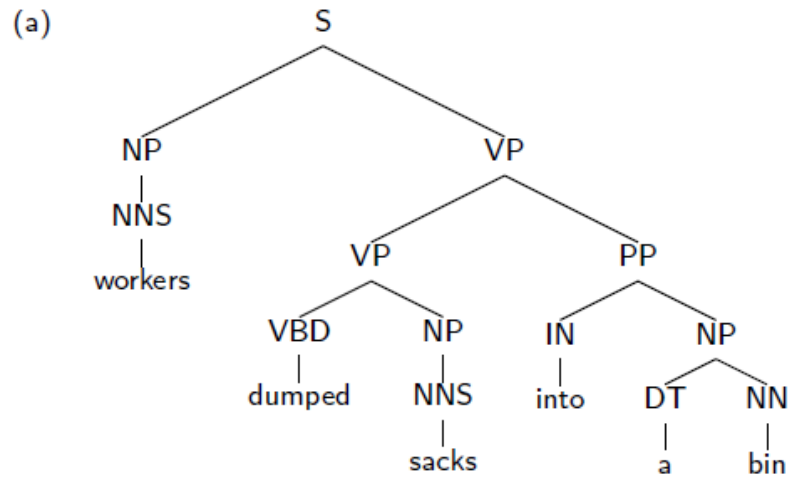 (a) S
NP VP
NNS
workers
VP PP
VBD NP IN NP
dumped NNS into DT NN
sacks a bin